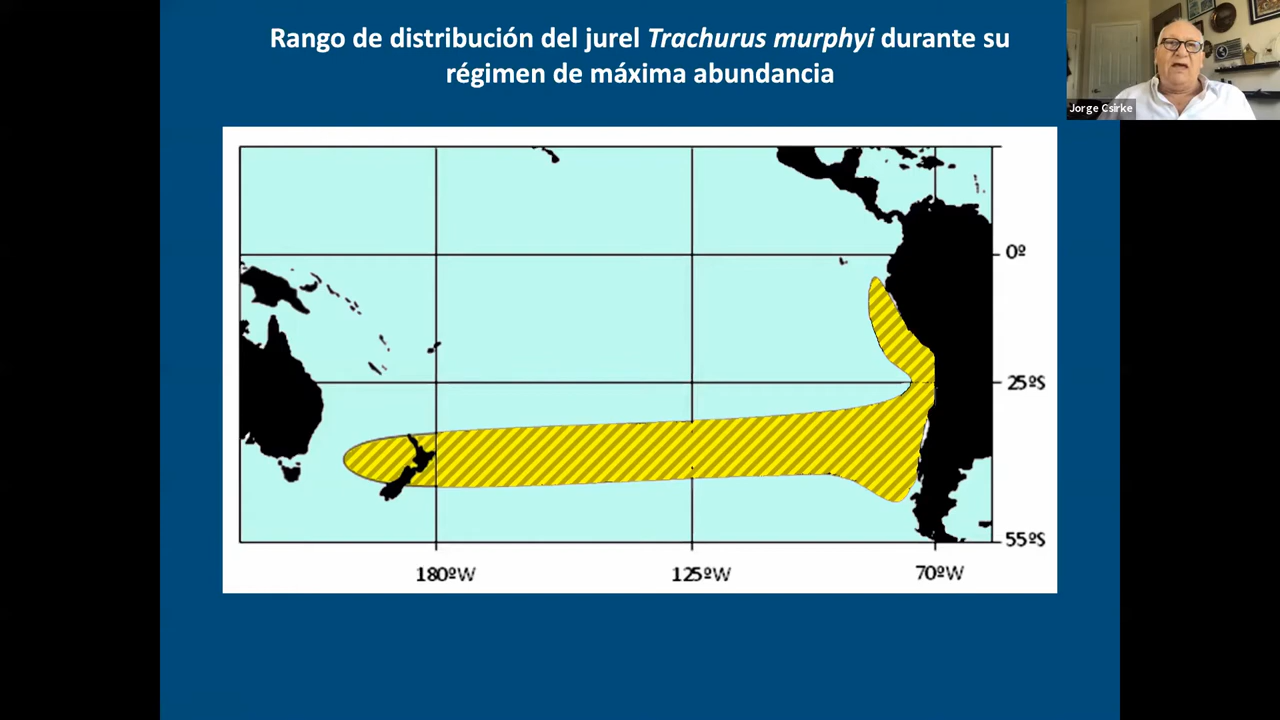 Rango de distribución del jurel Trachurus murphyi durante su
régimen de máxima abundancia
Jorge Csirke
0º
25ºS
55ºS
180ºW
125ºW
70ºW